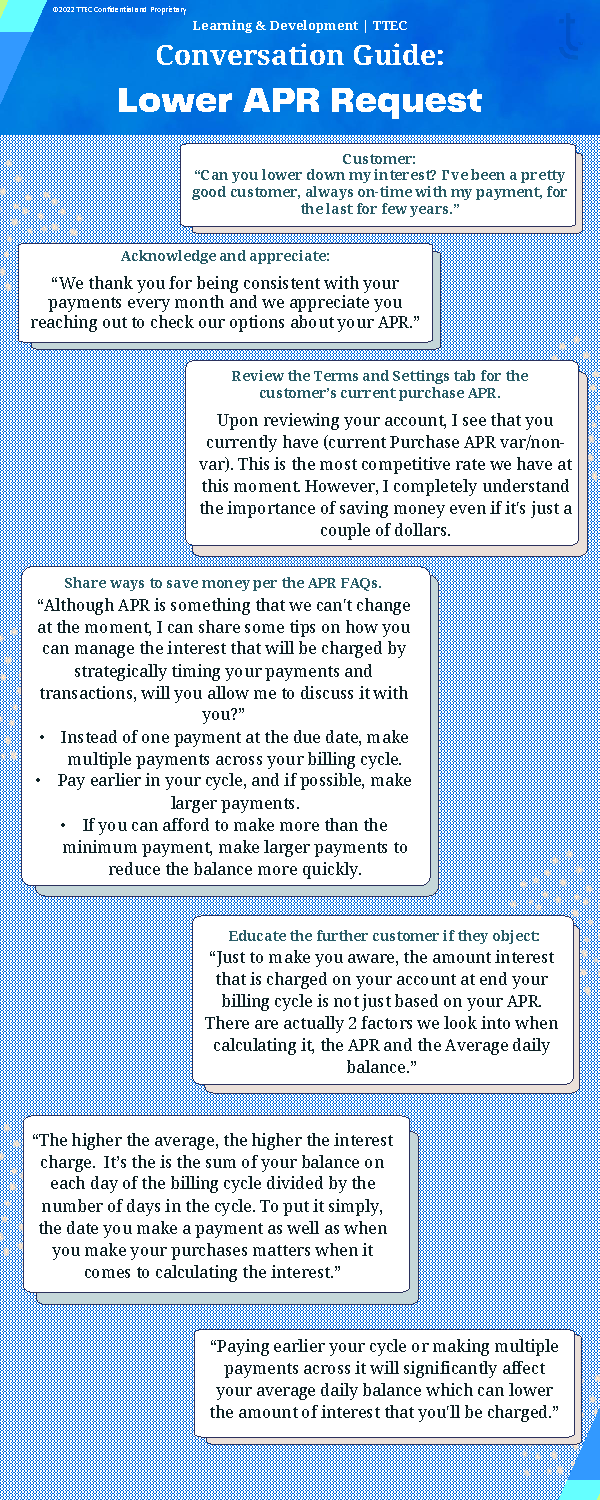 ©2022 TTEC Confidential and Proprietary
Learning & Development | TTEC
Conversation Guide:
Lower APR Request
Customer:
“Can you lower down my interest? I've been a pretty
good customer, always on-time with my payment, for
the last for few years.”
Acknowledge and appreciate:
“We thank you for being consistent with your
payments every month and we appreciate you
reaching out to check our options about your APR.”
Review the Terms and Settings tab for the
customer's current purchase APR.
Upon reviewing your account, I see that you
currently have (current Purchase APR var/non-
var). This is the most competitive rate we have at
this moment. However, I completely understand
the importance of saving money even if it's just a
couple of dollars.
Share ways to save money per the APR FAQs.
“Although APR is something that we can't change
at the moment, I can share some tips on how you
can manage the interest that will be charged by
strategically timing your payments and
transactions, will you allow me to discuss it with
you?”
• Instead of one payment at the due date, make
multiple payments across your billing cycle.
• Pay earlier in your cycle, and if possible, make
larger payments.
• If you can afford to make more than the
minimum payment, make larger payments to
reduce the balance more quickly.
Educate the further customer if they object:
“Just to make you aware, the amount interest
that is charged on your account at end your
billing cycle is not just based on your APR.
There are actually 2 factors we look into when
calculating it, the APR and the Average daily
balance.”
“The higher the average, the higher the interest
charge. It’s the is the sum of your balance on
each day of the billing cycle divided by the
number of days in the cycle. To put it simply,
the date you make a payment as well as when
you make your purchases matters when it
comes to calculating the interest.”
“Paying earlier your cycle or making multiple
payments across it will significantly affect
your average daily balance which can lower
the amount of interest that you'll be charged.”